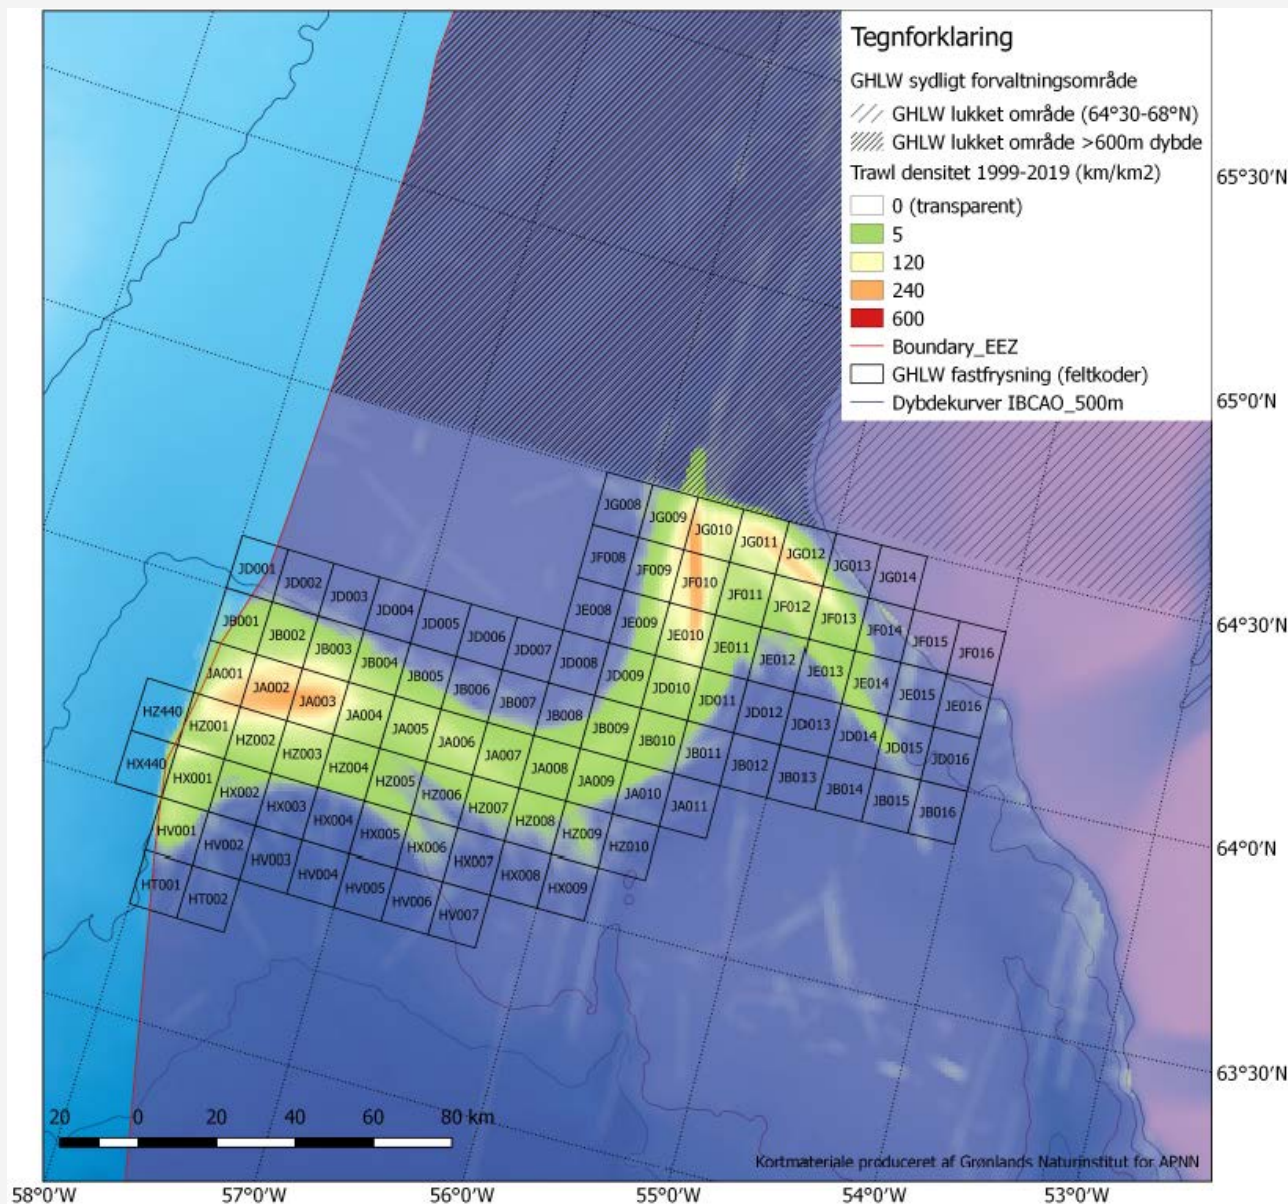 Tegnforklaring
GHLW sydligt forvaltningsområde
GHLW lukket område (64°30-68°N)
GHLW lukket område >600m dybde
Trawl densitet 1999-2019 (km/km2)
0 (transparent)
5
120
240
600
Boundary_EEZ
GHLW fastfrysning (feltkoder)
Dybdekurver IBCAO_500m
65°30'N
65°0'N
64°30'N
64°0'N
63°30'N
JG008 JG009 JG010 JG011 JG012 JG013 JG014
JF008 JF009 JF010 JF011 JF012 JF013 JF014 JF015 JF016
JE008 JE009 JE010 JE011 JE012 JE013 JE014 JE015 JE016
JD001 JD002 JD003 JD004 JD005 JD006 JD007 JD008 JD009 JD010 JD011 JD012 JD013 JD014 JD015 JD016
JB001 JB002 JB003 JB004 JB005 JB006 JB007 JB008 JB009 JB010 JB011 JB012 JB013 JB014 JB015 JB016
JA001 JA002 JA003 JA004 JA005 JA006 JA007 JA008 JA009 JA010 JA011
HZ440 HZ001 HZ002 HZ003 HZ004 HZ005 HZ006 HZ007 HZ008 HZ009 HZ010
HX440 HX001 HX002 HX003 HX004 HX005 HX006 HX007 HX008 HX009
HV001 HV002 HV003 HV004 HV005 HV006 HV007
HT001 HT002
20 0 20 40 60 80 km
Kortmateriale produceret af Grønlands Naturinstitut for APNN
58°0'W 57°0'W 56°0'W 55°0'W 54°0'W 53°0'W